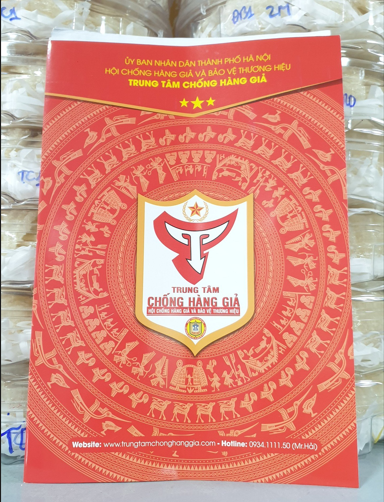 ĐB1 2M
ỦY BAN NHÂN DÂN THÀNH PHỐ HÀ NỘI
HỘI CHỐNG HÀNG GIẢ VÀ BẢO VỆ THƯƠNG HIỆU
TRUNG TÂM CHỐNG HÀNG GIẢ
TRUNG TÂM
CHỐNG HÀNG GIẢ
HỘI CHỐNG HÀNG GIẢ VÀ BẢO VỆ THƯƠNG HIỆU
Website: www.trungtamchonghanggia.com - Hotline: 0934.1111.50 (Mr.Hải)